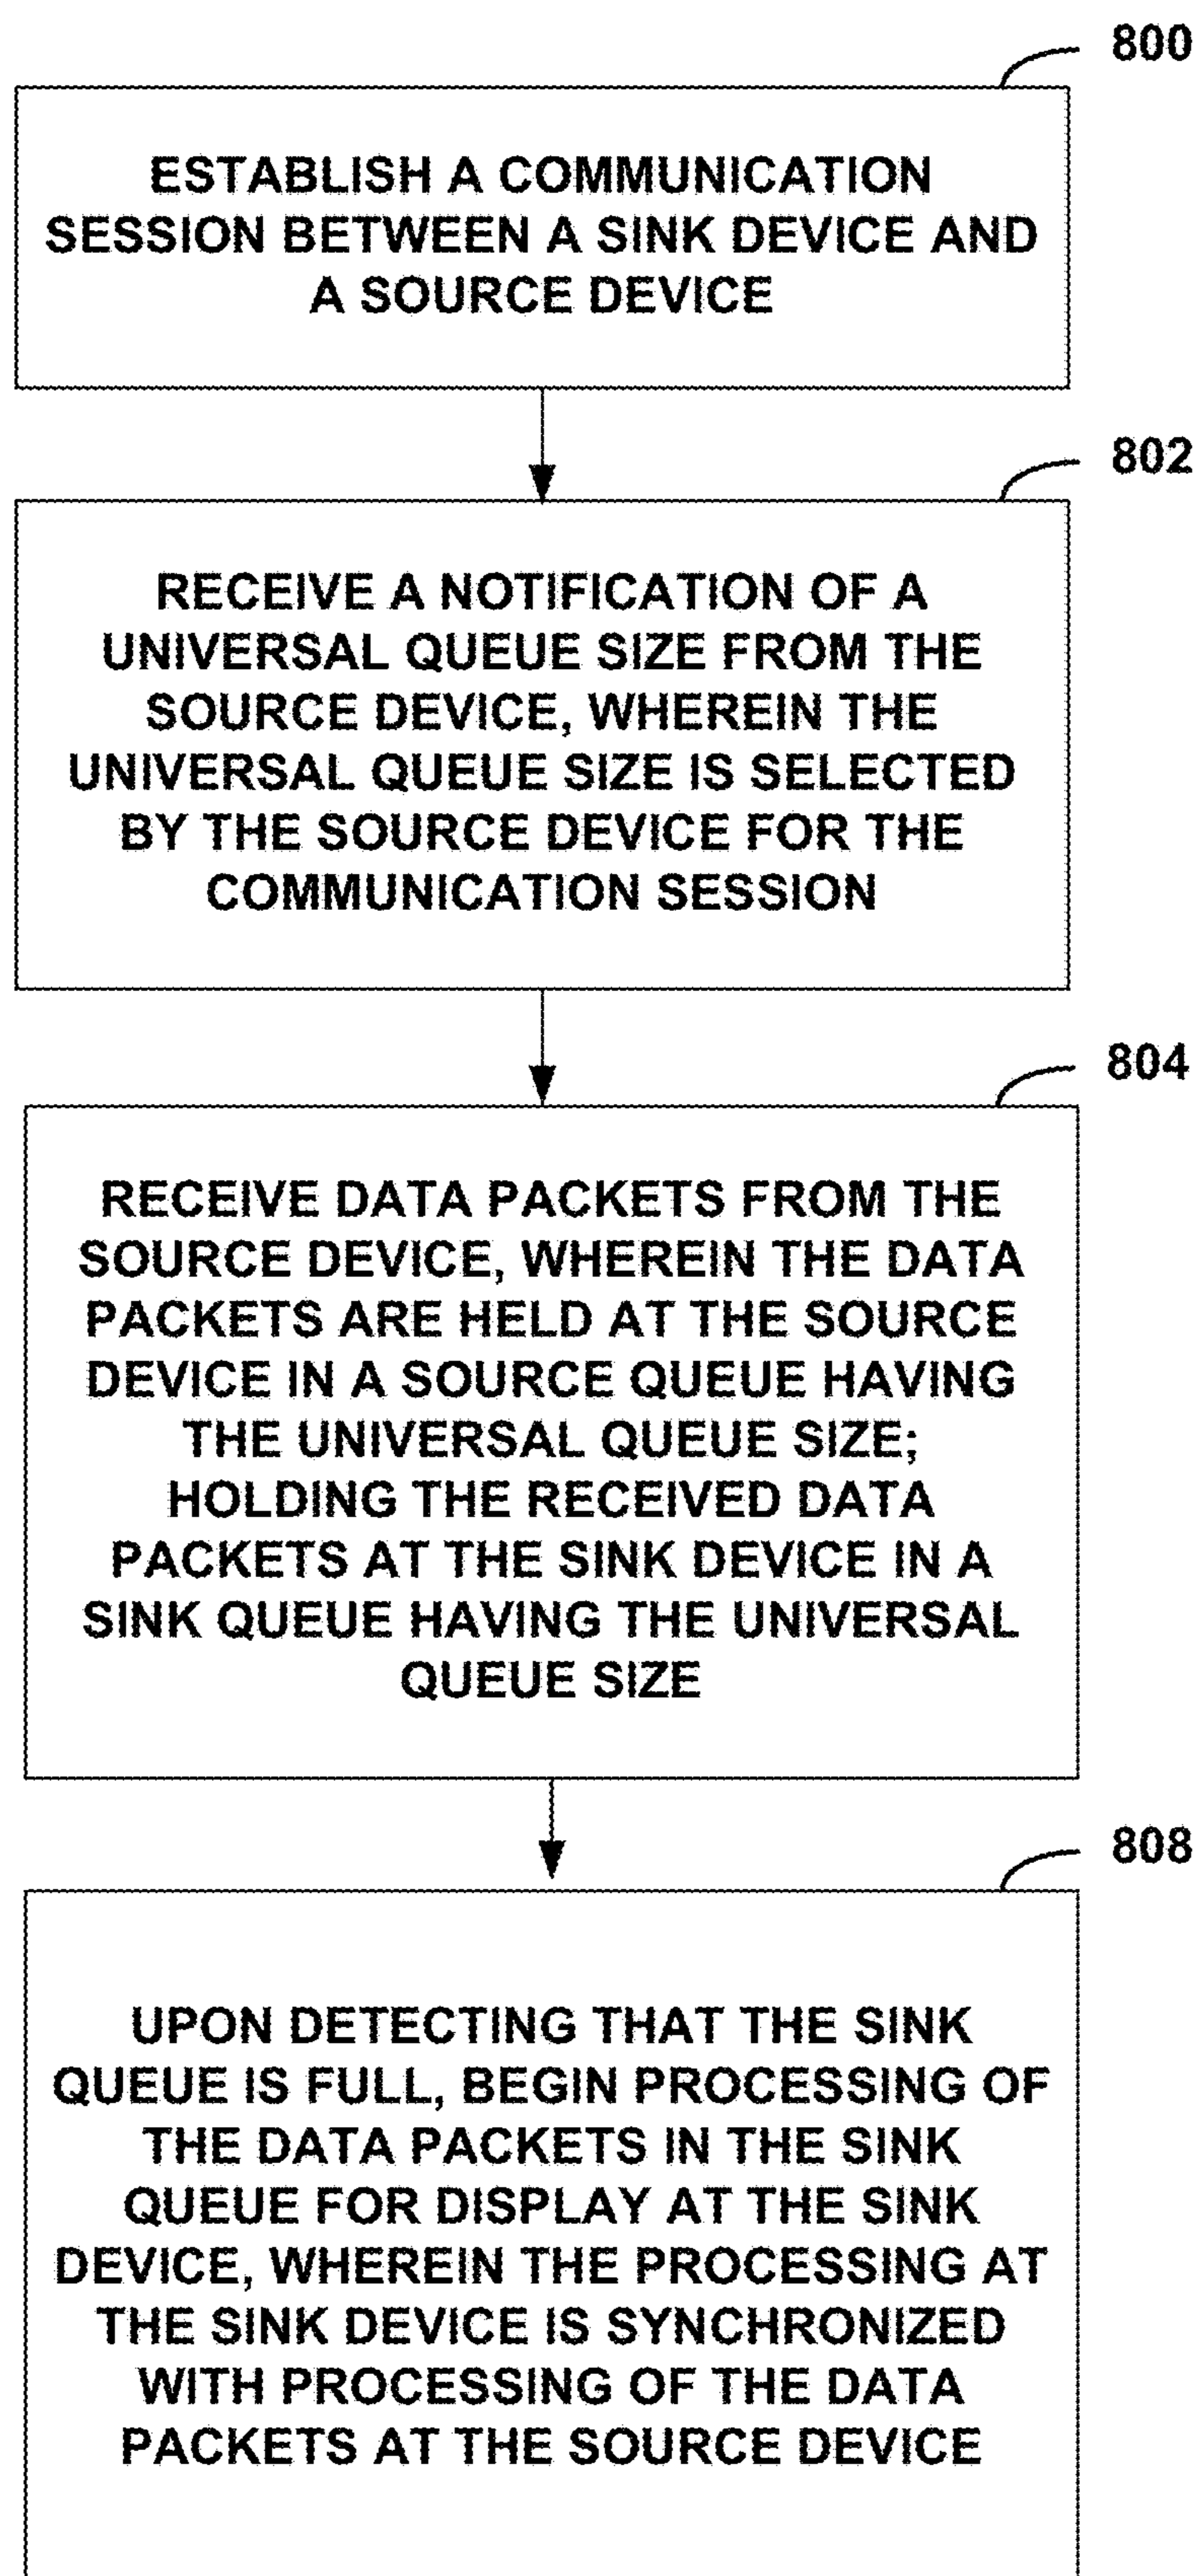 800
ESTABLISH A COMMUNICATION
SESSION BETWEEN A SINK DEVICE AND
A SOURCE DEVICE
802
RECEIVE A NOTIFICATION OF A
UNIVERSAL QUEUE SIZE FROM THE
SOURCE DEVICE, WHEREIN THE
UNIVERSAL QUEUE SIZE IS SELECTED
BY THE SOURCE DEVICE FOR THE
COMMUNICATION SESSION
804
RECEIVE DATA PACKETS FROM THE
SOURCE DEVICE, WHEREIN THE DATA
PACKETS ARE HELD AT THE SOURCE
DEVICE IN A SOURCE QUEUE HAVING
THE UNIVERSAL QUEUE SIZE;
HOLDING THE RECEIVED DATA
PACKETS AT THE SINK DEVICE IN A
SINK QUEUE HAVING THE UNIVERSAL
QUEUE SIZE
808
UPON DETECTING THAT THE SINK
QUEUE IS FULL, BEGIN PROCESSING OF
THE DATA PACKETS IN THE SINK
QUEUE FOR DISPLAY AT THE SINK
DEVICE, WHEREIN THE PROCESSING AT
THE SINK DEVICE IS SYNCHRONIZED
WITH PROCESSING OF THE DATA
PACKETS AT THE SOURCE DEVICE